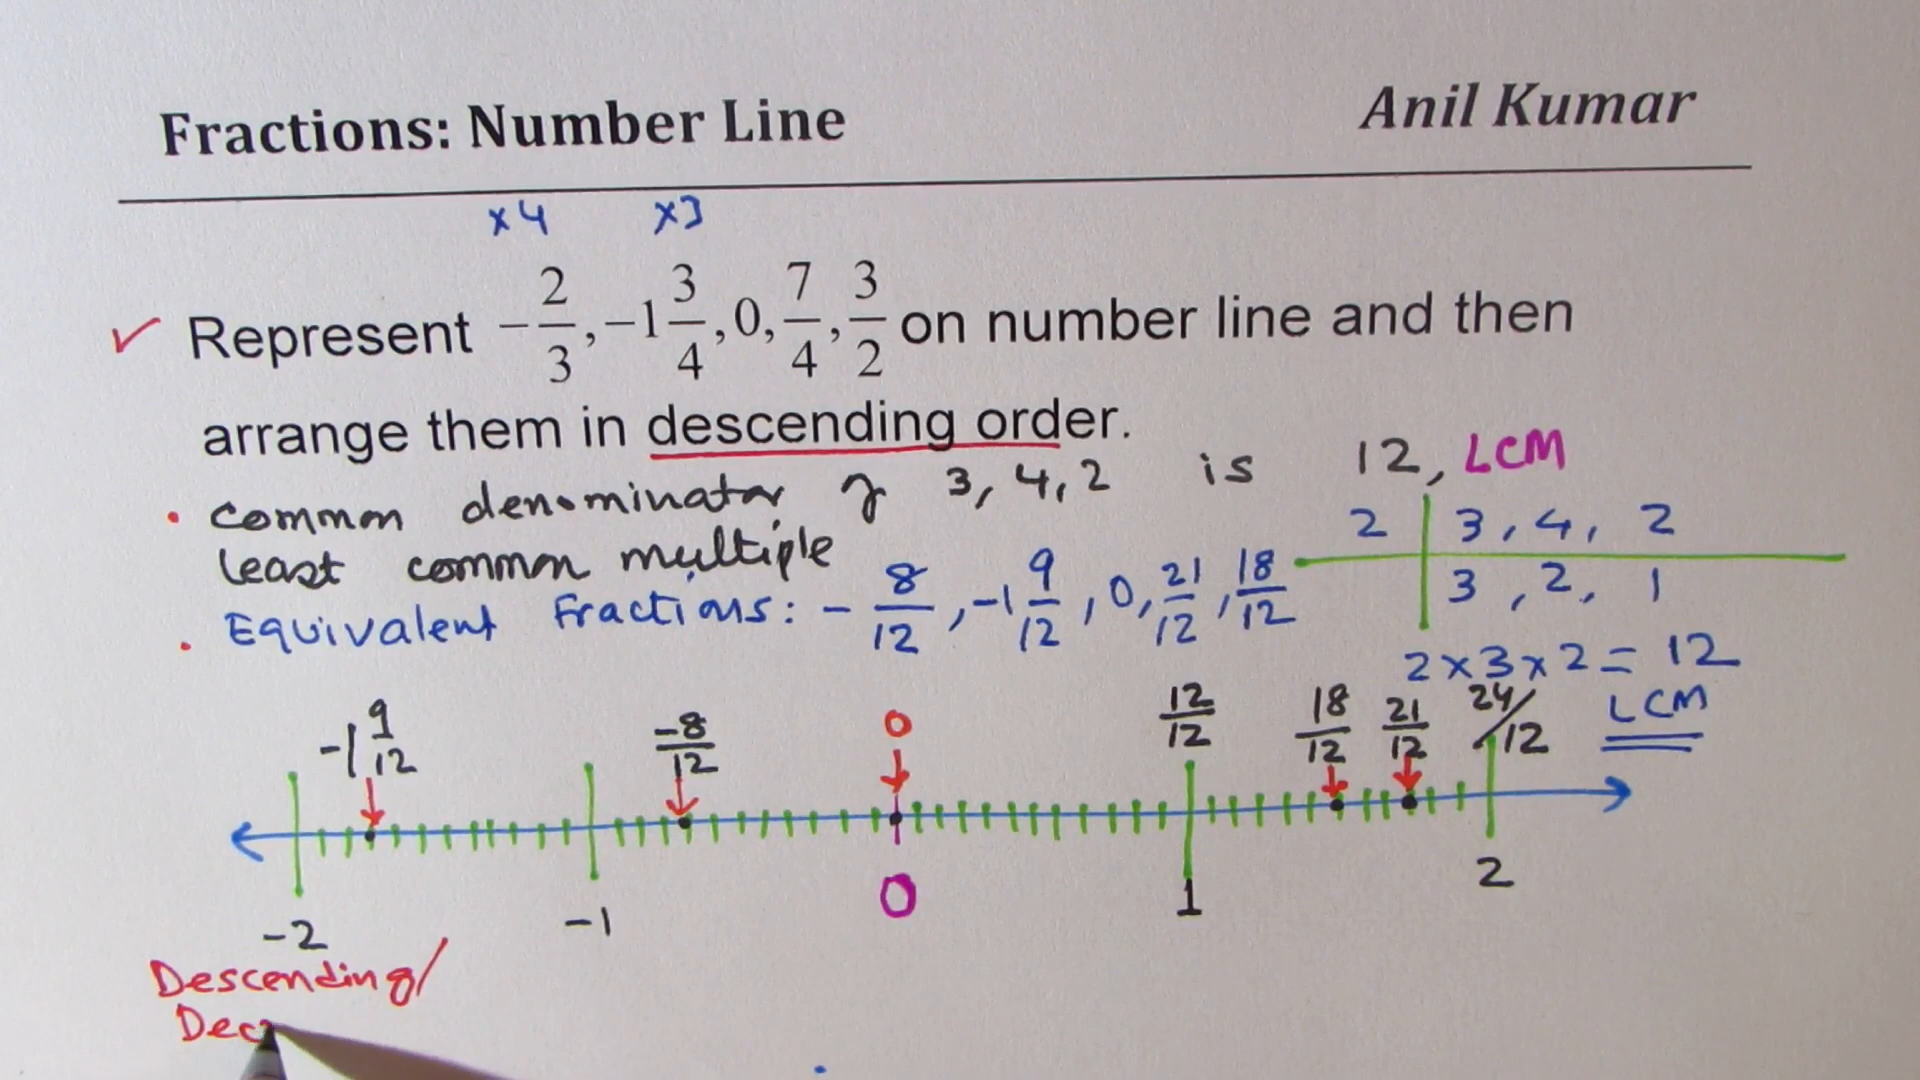 Fractions: Number Line
Anil Kumar
×4 ×3
✓ Represent -2/3, -1 3/4, 0, 7/4, 3/2 on number line and then
arrange them in descending order.
• Common denominator of 3, 4, 2 is 12, LCM
least common multiple
2 | 3, 4, 2
3, 2, 1
• Equivalent Fractions: -8/12, -1 9/12, 0, 21/12, 18/12
2×3×2 = 12
LCM
-1 9/12 -8/12 0 12/12 18/12 21/12 24/12
-2 -1 0 1 2
Descending/
Dec